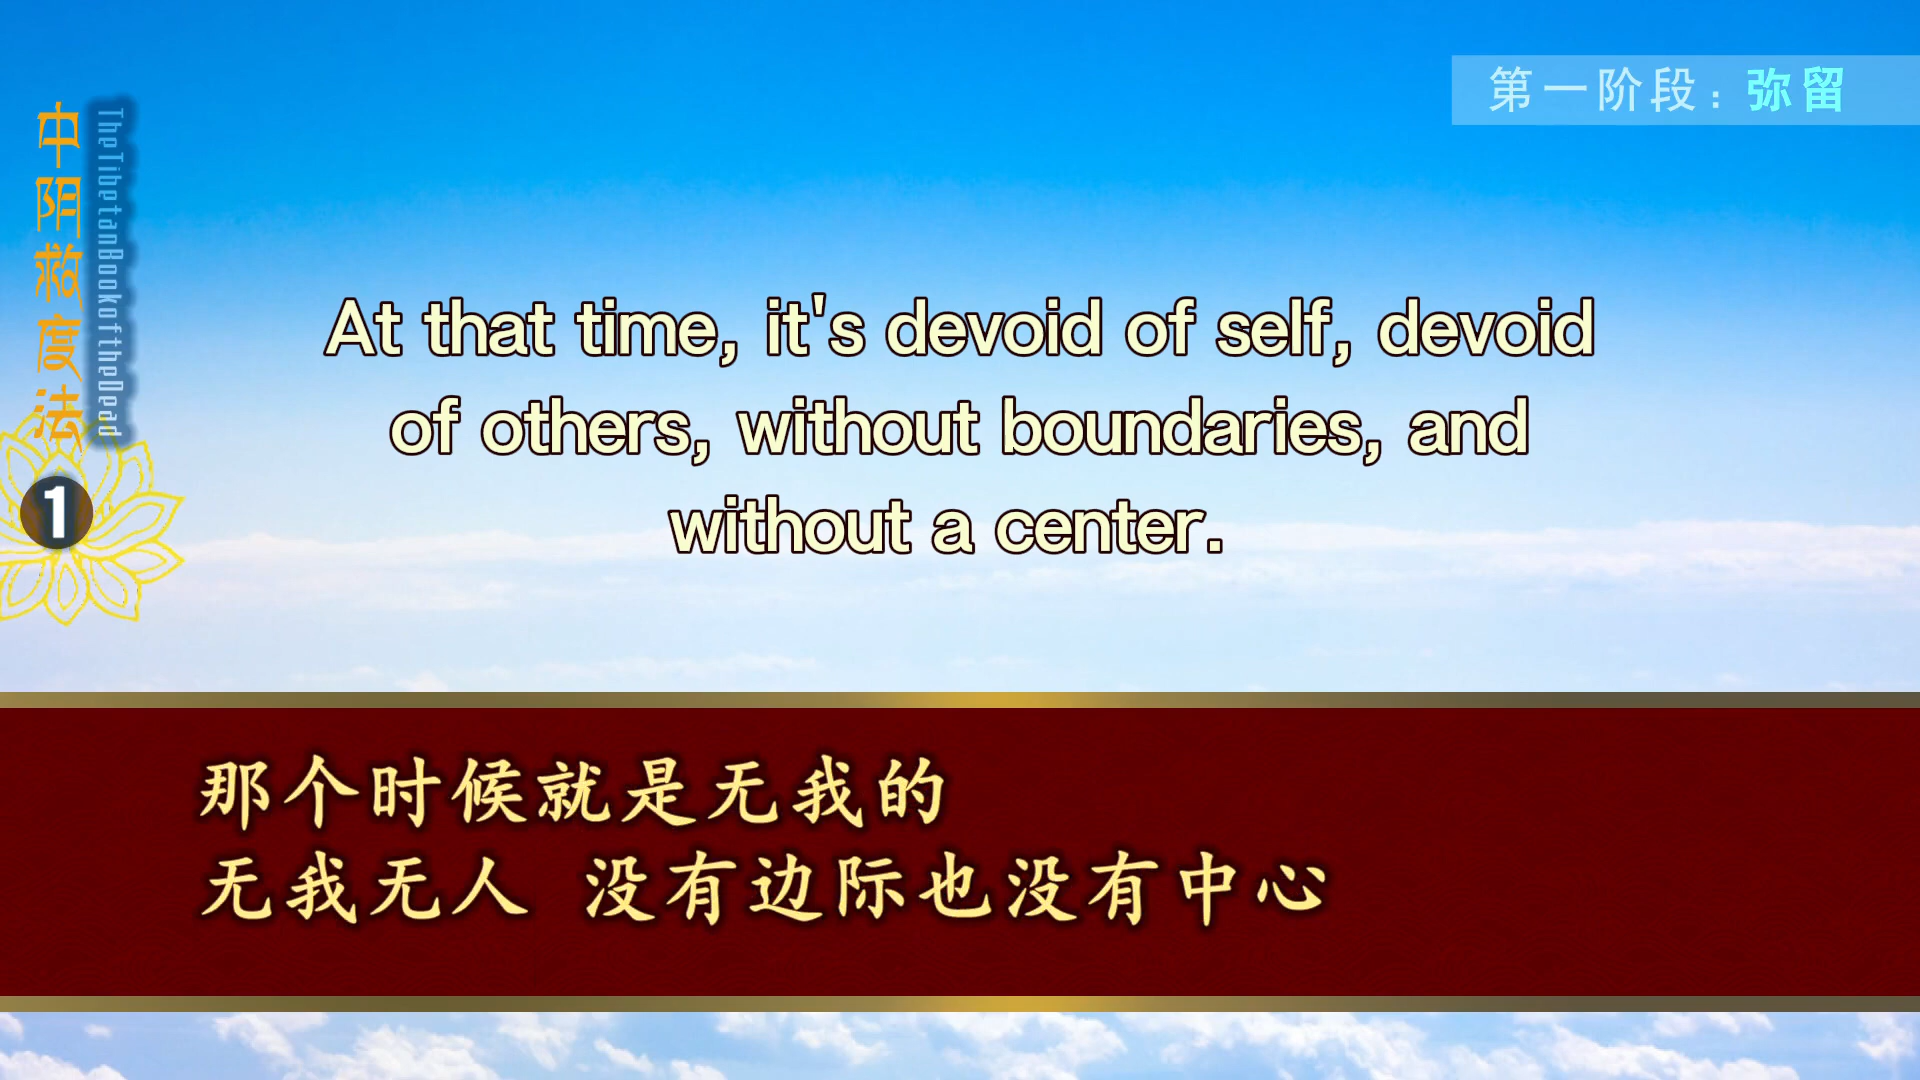 第一阶段：弥留
中阴救度法
TheTibetanBookoftheDead
1
At that time, it's devoid of self, devoid
of others, without boundaries, and
without a center.
那个时候就是无我的
无我无人 没有边际也没有中心